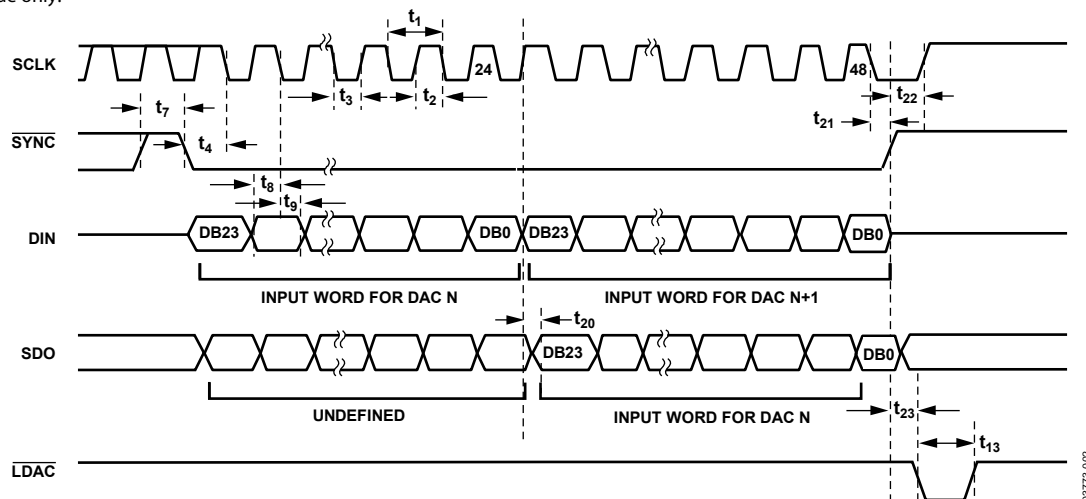 ac only.
t1
SCLK
24
48
t3
t2
t22
t7
t21
SYNC
t4
t8
t9
DIN
DB23
DB0
DB23
DB0
INPUT WORD FOR DAC N
INPUT WORD FOR DAC N+1
t20
SDO
DB23
DB0
UNDEFINED
INPUT WORD FOR DAC N
t23
t13
LDAC